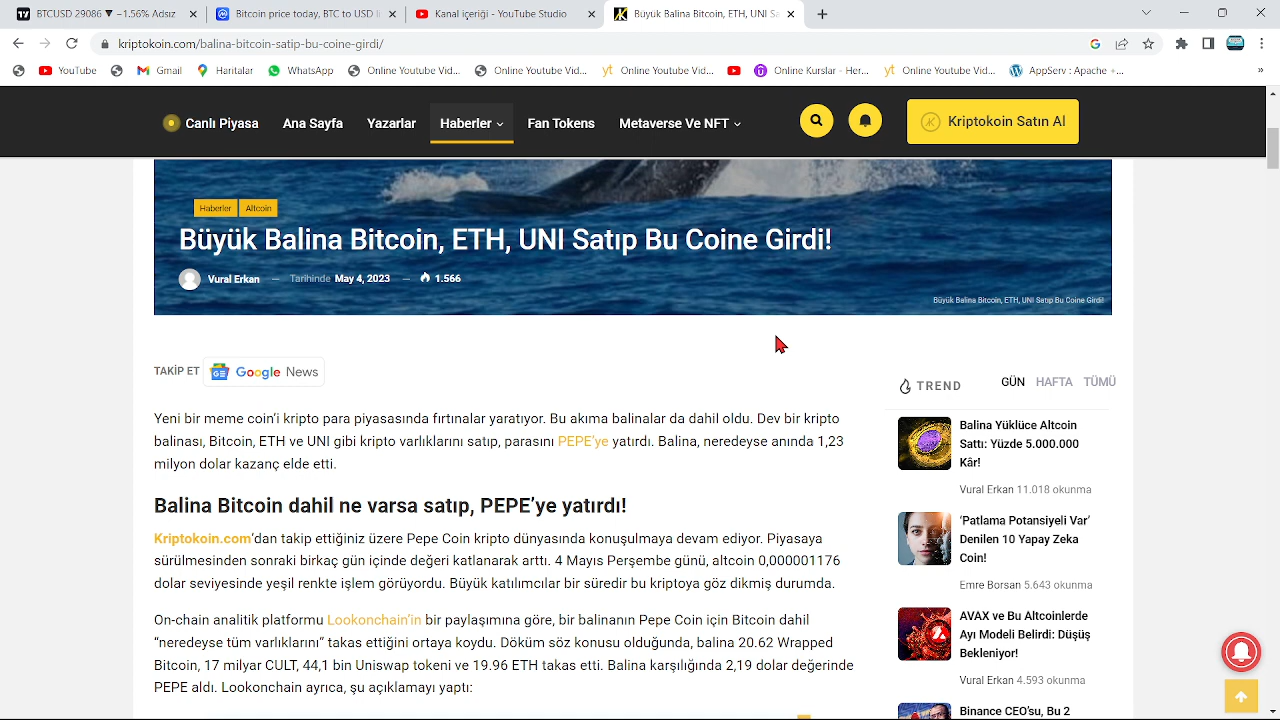 BTCUSD 29086 ▼ −1.56% Adsız
Bitcoin price today, BTC to USD li
Kanal içeriği - YouTube Studio
Büyük Balina Bitcoin, ETH, UNI Sa
kriptokoin.com/balina-bitcoin-satip-bu-coine-girdi/
YouTube
Gmail
Haritalar
WhatsApp
Online Youtube Vid...
Online Youtube Vid...
Online Youtube Vid...
Online Kurslar - Her...
Online Youtube Vid...
AppServ : Apache +...
»
Canlı Piyasa
Ana Sayfa
Yazarlar
Haberler
Fan Tokens
Metaverse Ve NFT
Kriptokoin Satın Al
Haberler
Altcoin
Büyük Balina Bitcoin, ETH, UNI Satıp Bu Coine Girdi!
Vural Erkan — Tarihinde May 4, 2023 — 1.566
Büyük Balina Bitcoin, ETH, UNI Satıp Bu Coine Girdi!
TAKİP ET Google News
Yeni bir meme coin’i kripto para piyasasında fırtınalar yaratıyor. Bu akıma balinalar da dahil oldu. Dev bir kripto
balinası, Bitcoin, ETH ve UNI gibi kripto varlıklarını satıp, parasını PEPE’ye yatırdı. Balina, neredeyse anında 1,23
milyon dolar kazanç elde etti.
Balina Bitcoin dahil ne varsa satıp, PEPE’ye yatırdı!
Kriptokoin.com’dan takip ettiğiniz üzere Pepe Coin kripto dünyasında konuşulmaya devam ediyor. Piyasaya
sürülmesinden sonraki birkaç gün içinde değeri katlanarak arttı. 4 Mayıs Perşembe günü, altcoin 0,000001176
dolar seviyesinde yeşil renkte işlem görüyordu. Büyük katılımcılar bir süredir bu kriptoya göz dikmiş durumda.
On-chain analitik platformu Lookonchain’in bir paylaşımına göre, bir balinanın Pepe Coin için Bitcoin dahil
“neredeyse tüm varlıklarını” takas ettiğini ortaya koydu. Döküm söz konusu olduğunda, balina 20.62 Wrapped
Bitcoin, 17 milyar CULT, 44,1 bin Uniswap tokeni ve 19.96 ETH takas etti. Balina karşılığında 2,19 dolar değerinde
PEPE aldı. Lookonchain ayrıca, şu açıklamayı yaptı:
TREND
GÜN HAFTA TÜMÜ
Balina Yüklüce Altcoin
Sattı: Yüzde 5.000.000
Kâr!
Vural Erkan 11.018 okunma
‘Patlama Potansiyeli Var’
Denilen 10 Yapay Zeka
Coin!
Emre Borsan 5.643 okunma
AVAX ve Bu Altcoinlerde
Ayı Modeli Belirdi: Düşüş
Bekleniyor!
Vural Erkan 4.593 okunma
Binance CEO’su, Bu 2